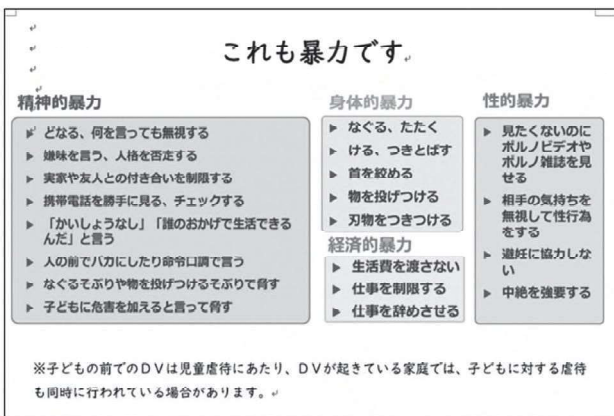 これも暴力です
精神的暴力
▶ どなる、何を言っても無視する
▶ 嫌味を言う、人格を否定する
▶ 実家や友人との付き合いを制限する
▶ 携帯電話を勝手に見る、チェックする
▶ 「かいしょうなし」「誰のおかげで生活できる
んだ」と言う
▶ 人の前でバカにしたり命令口調で言う
▶ なぐるそぶりや物を投げつけるそぶりで脅す
▶ 子どもに危害を加えると言って脅す
身体的暴力
▶ なぐる、たたく
▶ ける、つきとばす
▶ 首を絞める
▶ 物を投げつける
▶ 刃物をつきつける
経済的暴力
▶ 生活費を渡さない
▶ 仕事を制限する
▶ 仕事を辞めさせる
性的暴力
▶ 見たくないのに
ポルノビデオや
ポルノ雑誌を見
せる
▶ 相手の気持ちを
無視して性行為
をする
▶ 避妊に協力しな
い
▶ 中絶を強要する
※子どもの前でのDVは児童虐待にあたり、DVが起きている家庭では、子どもに対する虐待
も同時に行われている場合があります。